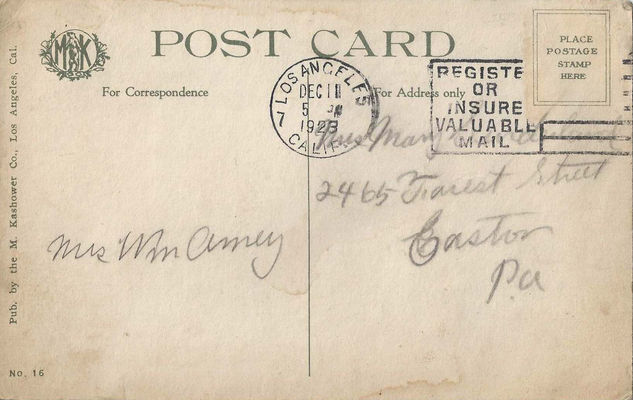 M K
POST CARD
For Correspondence
For Address only
PLACE
POSTAGE
STAMP
HERE
LOS ANGELES
DEC 11
5 PM
1923
CALIF.
REGISTE
OR
INSURE
VALUABLE
MAIL
Miss Mary
2465 Forest Street
Easton
Pa
Mrs Wm Amey
Pub. by the M. Kashower Co., Los Angeles, Cal.
No. 16